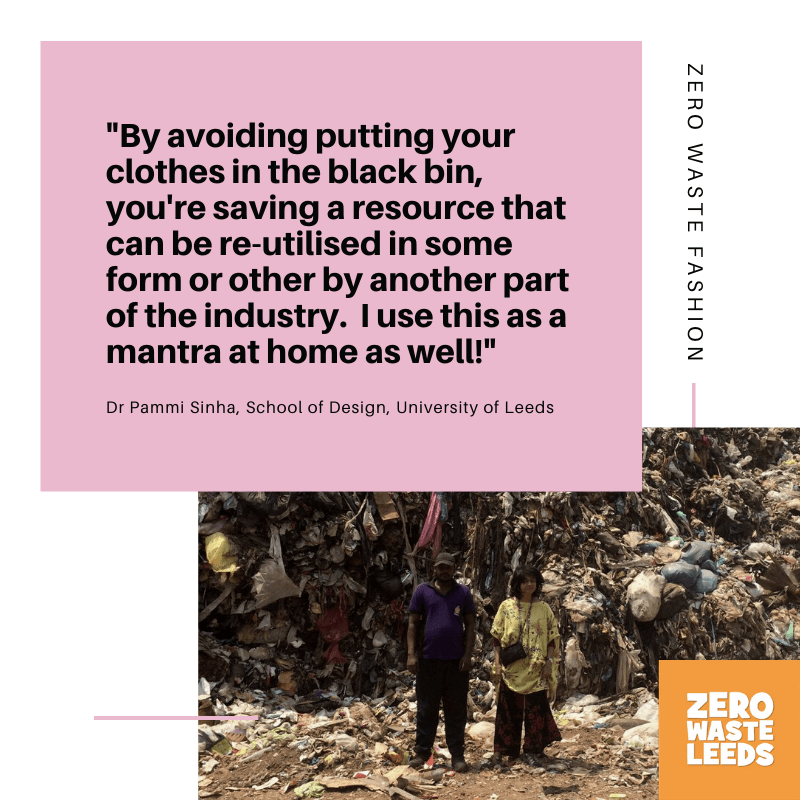 "By avoiding putting your
clothes in the black bin,
you're saving a resource that
can be re-utilised in some
form or other by another part
of the industry.  I use this as a
mantra at home as well!"
Dr Pammi Sinha, School of Design, University of Leeds
ZERO WASTE FASHION
ZERO
WASTE
LEEDS